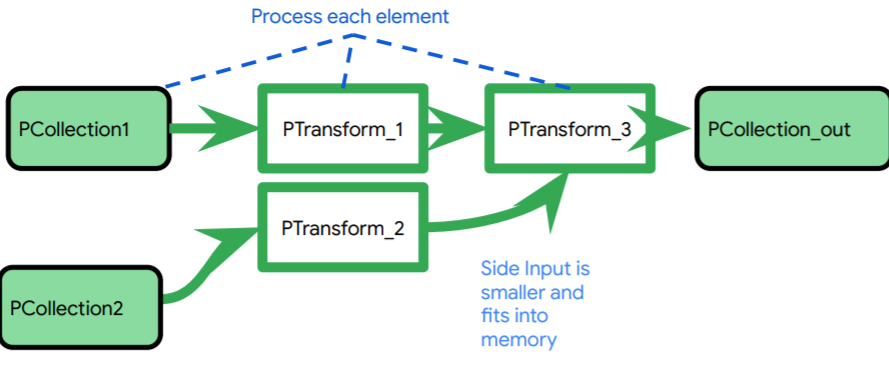 Process each element
PCollection1
PTransform_1
PTransform_3
PCollection_out
PTransform_2
PCollection2
Side Input is
smaller and
fits into
memory